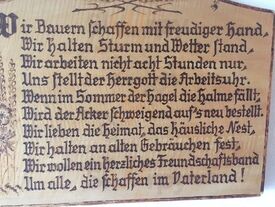 Wir Bauern schaffen mit freudiger Hand,
Wir halten Sturm und Wetter stand,
Wir arbeiten nicht acht Stunden nur,
Uns stellt der Herrgott die Arbeitsuhr.
Wenn im Sommer der Hagel die Halme fällt,
Wird der Acker schweigend auf's neu bestellt.
Wir lieben die Heimat, das häusliche Nest,
Wir halten an alten Gebräuchen fest,
Wir wollen ein herzliches Freundschaftsband
Um alle, die schaffen im Vaterland!